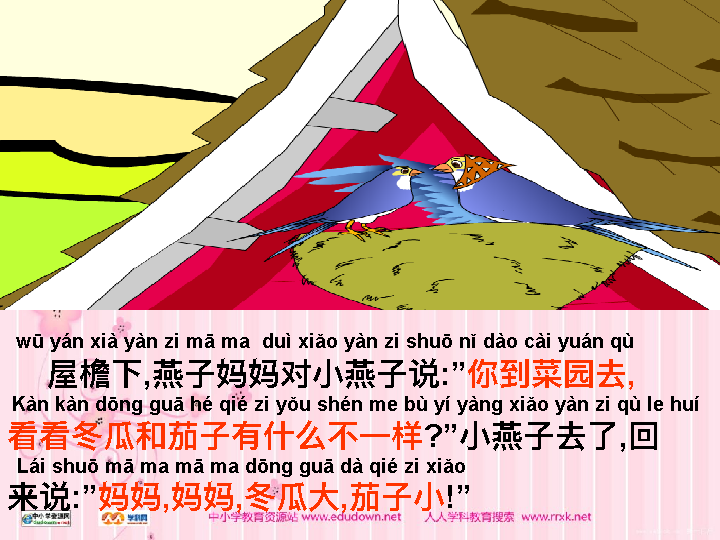 wū yán xià yàn zi mā ma  duì xiǎo yàn zi shuō nǐ dào cài yuán qù
屋檐下,燕子妈妈对小燕子说:”你到菜园去,
Kàn kàn dōng guā hé qié zi yǒu shén me bù yí yàng xiǎo yàn zi qù le huí
看看冬瓜和茄子有什么不一样?”小燕子去了,回
Lái shuō mā ma mā ma dōng guā dà qié zi xiǎo
来说:”妈妈,妈妈,冬瓜大,茄子小!”
中小学教育资源站 www.edudown.net 人人学科教育搜索 www.rrxk.net